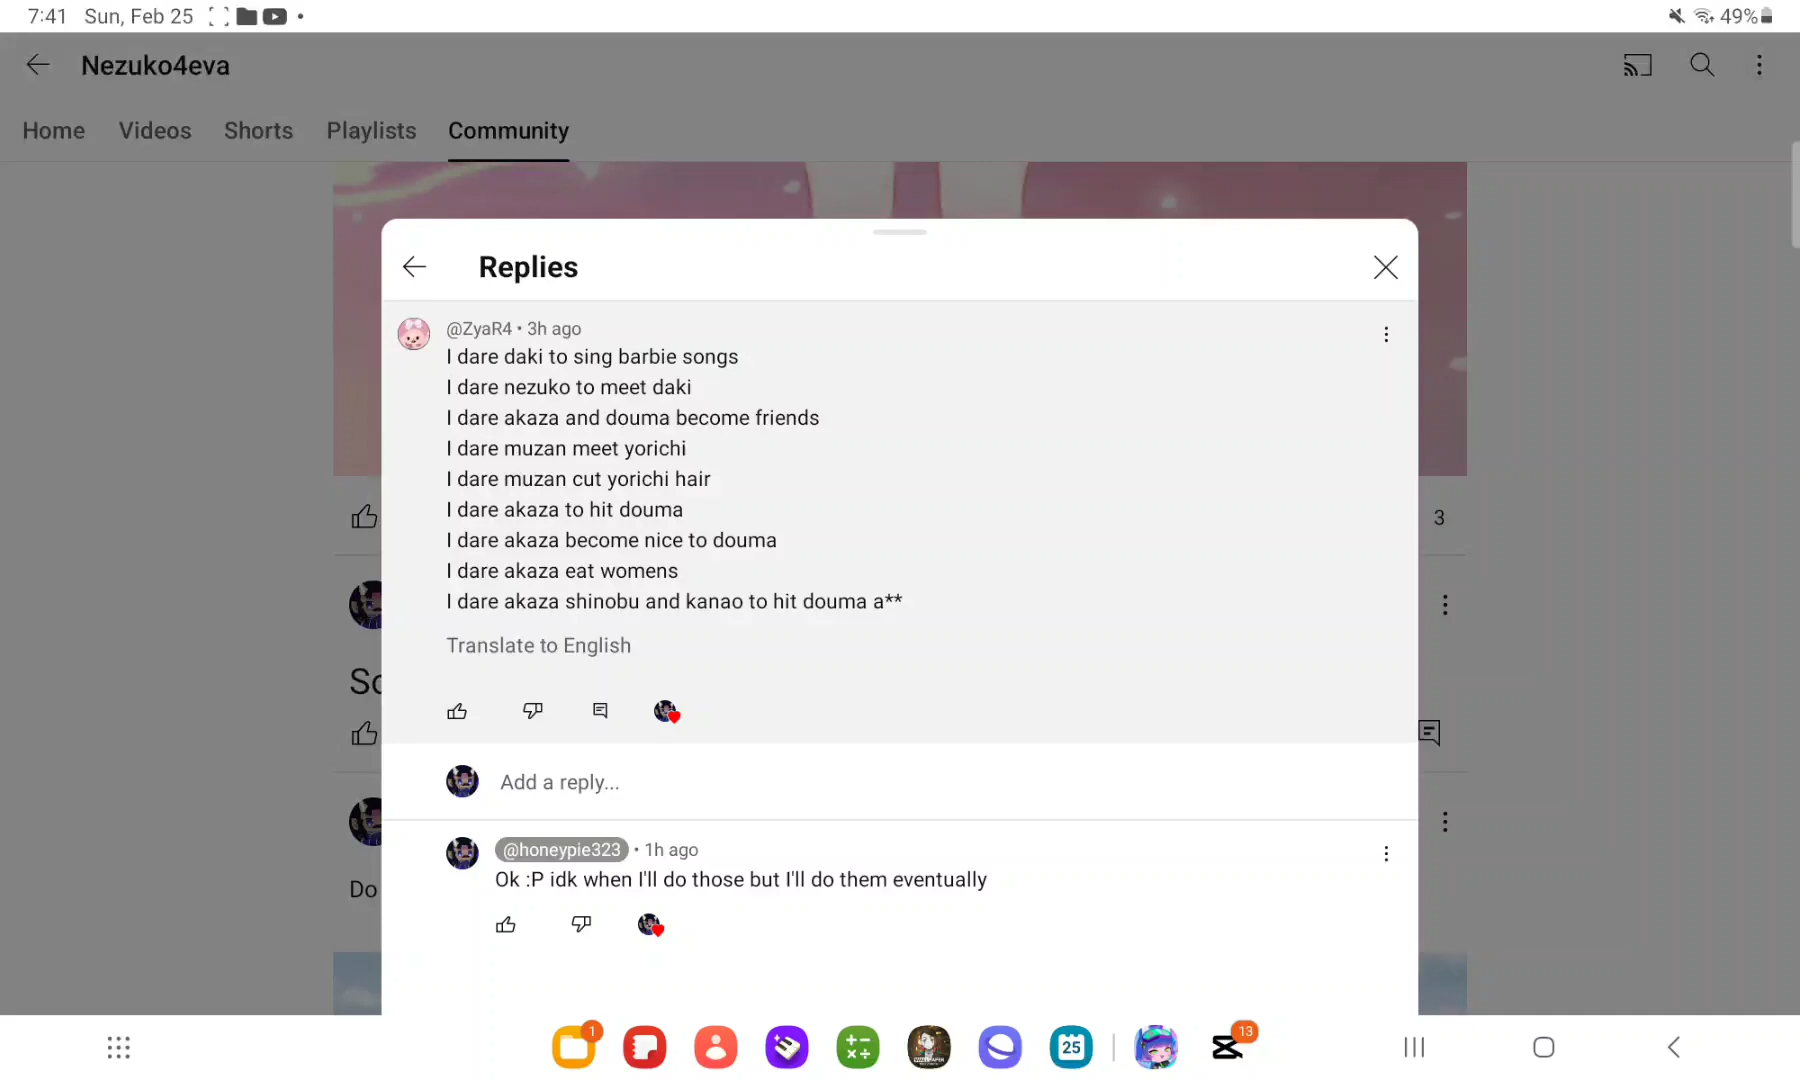 7:41 Sun, Feb 25 49%
Nezuko4eva
Home Videos Shorts Playlists Community
Replies
@ZyaR4 • 3h ago
I dare daki to sing barbie songs
I dare nezuko to meet daki
I dare akaza and douma become friends
I dare muzan meet yorichi
I dare muzan cut yorichi hair
I dare akaza to hit douma
3
I dare akaza become nice to douma
I dare akaza eat womens
I dare akaza shinobu and kanao to hit douma a**
Translate to English
Sc
Add a reply...
@honeypie323 • 1h ago
Ok :P idk when I'll do those but I'll do them eventually
Do
1
25
13